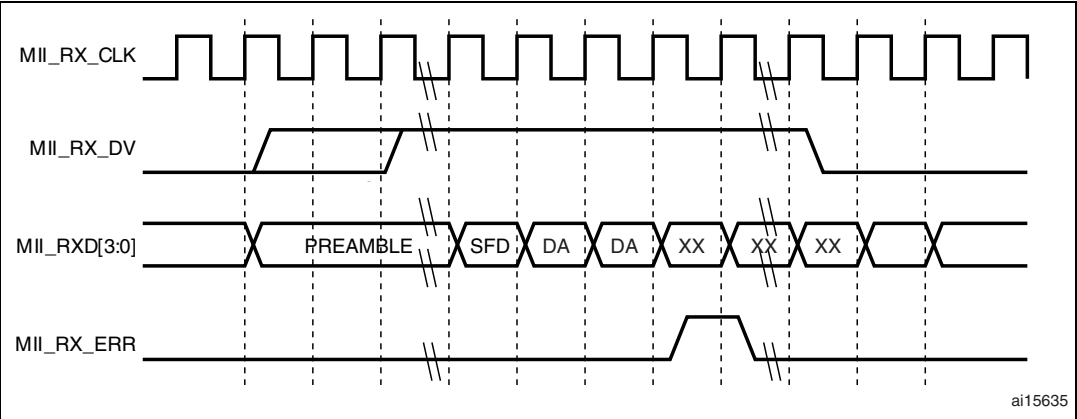 MII_RX_CLK
MII_RX_DV
MII_RXD[3:0]
PREAMBLE
SFD
DA
DA
XX
XX
XX
MII_RX_ERR
ai15635